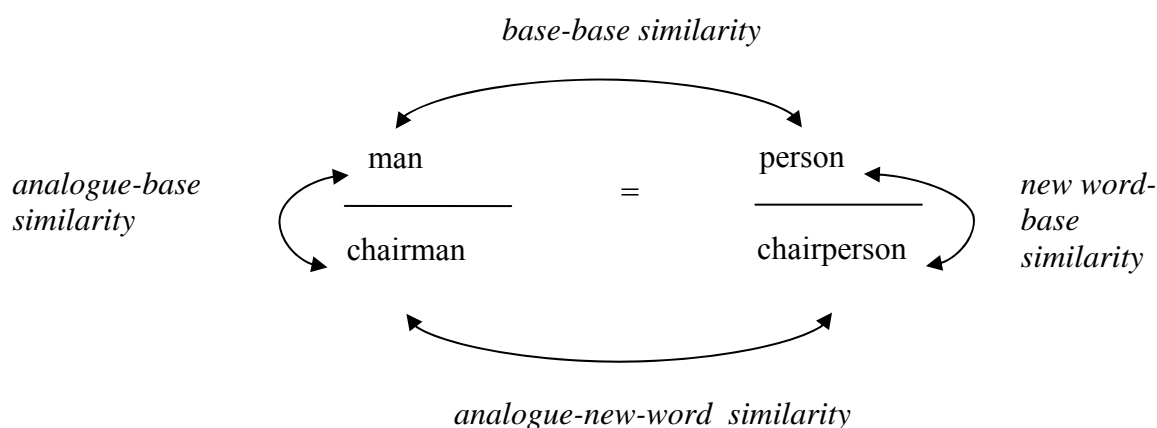 base-base similarity
man
person
analogue-base
similarity
=
new word-
base
similarity
chairman
chairperson
analogue-new-word similarity